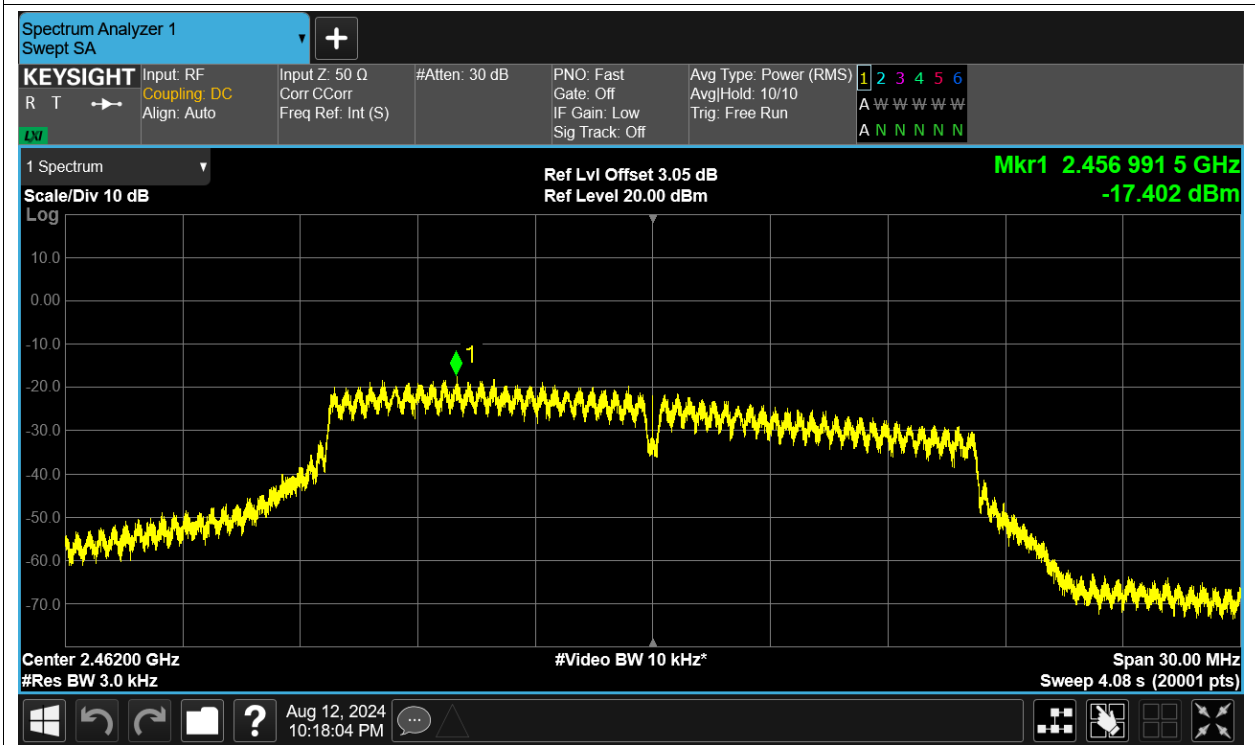 Spectrum Analyzer 1
Swept SA
KEYSIGHT
R T
LXI
Input: RF
Coupling: DC
Align: Auto
Input Z: 50 Ω
Corr CCorr
Freq Ref: Int (S)
#Atten: 30 dB
PNO: Fast
Gate: Off
IF Gain: Low
Sig Track: Off
Avg Type: Power (RMS)
Avg|Hold: 10/10
Trig: Free Run
1 2 3 4 5 6
A W W W W W
A N N N N N
1 Spectrum
Scale/Div 10 dB
Log
Ref Lvl Offset 3.05 dB
Ref Level 20.00 dBm
Mkr1 2.456 991 5 GHz
-17.402 dBm
10.0
0.00
-10.0
1
-20.0
-30.0
-40.0
-50.0
-60.0
-70.0
Center 2.46200 GHz
#Video BW 10 kHz*
Span 30.00 MHz
#Res BW 3.0 kHz
Sweep 4.08 s (20001 pts)
?
Aug 12, 2024
10:18:04 PM